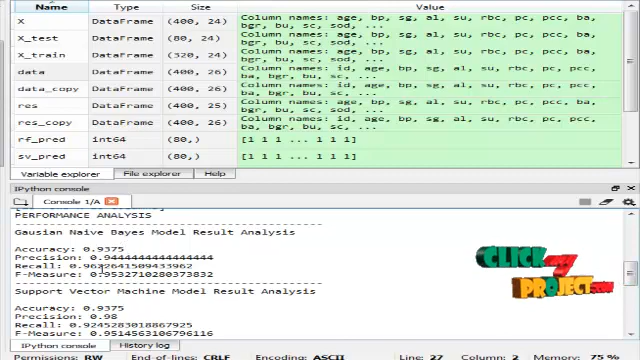 Name Type Size Value
X DataFrame (400, 24) Column names: age, bp, sg, al, su, rbc, pc, pcc, ba,
bgr, bu, sc, sod, ...
X_test DataFrame (80, 24) Column names: age, bp, sg, al, su, rbc, pc, pcc, ba,
bgr, bu, sc, sod, ...
X_train DataFrame (320, 24) Column names: age, bp, sg, al, su, rbc, pc, pcc, ba,
bgr, bu, sc, sod, ...
data DataFrame (400, 26) Column names: id, age, bp, sg, al, su, rbc, pc, pcc,
ba, bgr, bu, sc, ...
data_copy DataFrame (400, 26) Column names: id, age, bp, sg, al, su, rbc, pc, pcc,
ba, bgr, bu, sc, ...
res DataFrame (400, 25) Column names: age, bp, sg, al, su, rbc, pc, pcc, ba,
bgr, bu, sc, sod, ...
res_copy DataFrame (400, 26) Column names: id, age, bp, sg, al, su, rbc, pc, pcc,
ba, bgr, bu, sc, ...
rf_pred int64 (80,) [1 1 1 ... 1 1 1]
sv_pred int64 (80,) [1 1 1 ... 1 1 1]
Variable explorer File explorer Help
IPython console
Console 1/A
PERFORMANCE ANALYSIS
Gausian Naive Bayes Model Result Analysis
Accuracy: 0.9375
Precision: 0.9444444444444444
Recall: 0.9622641509433962
F-Measure: 0.9532710280373832
Support Vector Machine Model Result Analysis
Accuracy: 0.9375
Precision: 0.98
Recall: 0.9245283018867925
F-Measure: 0.9514563106796116
CLICK
PROJECT.com
IPython console History log
Permissions: RW End-of-lines: CRLF Encoding: ASCII Line: 27 Column: 2 Memory: 75 %